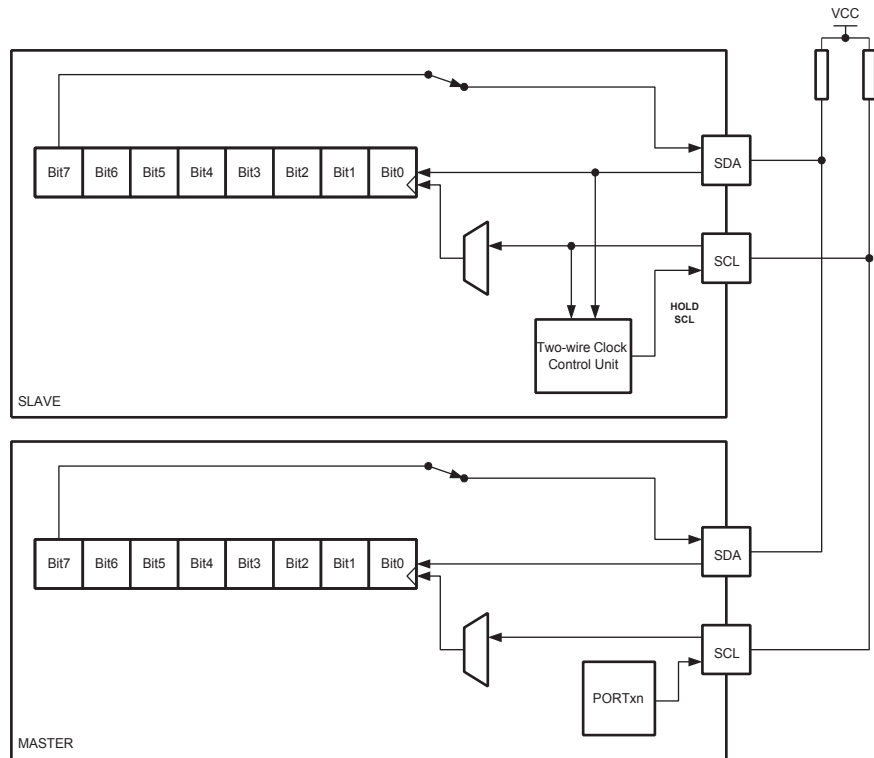 VCC
Bit7 Bit6 Bit5 Bit4 Bit3 Bit2 Bit1 Bit0
SDA
SCL
HOLD
SCL
Two-wire Clock
Control Unit
SLAVE
Bit7 Bit6 Bit5 Bit4 Bit3 Bit2 Bit1 Bit0
SDA
SCL
PORTxn
MASTER